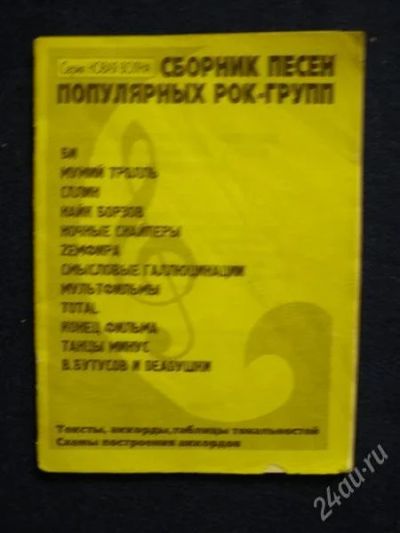 Серия НОВАЯ ВОЛНА СБОРНИК ПЕСЕН
ПОПУЛЯРНЫХ РОК-ГРУПП
БИ
МУМИЙ ТРОЛЛЬ
СПЛИН
НАЙК БОРЗОВ
НОЧНЫЕ СНАЙПЕРЫ
ZЕМФИРА
СМЫСЛОВЫЕ ГАЛЛЮЦИНАЦИИ
МУЛЬТФИЛЬМЫ
TOTAL
КОНЕЦ ФИЛЬМА
ТАНЦЫ МИНУС
В.БУТУСОВ И DEАДУШКИ
Тексты, аккорды, таблицы тональностей
Схемы построения аккордов
24au.ru